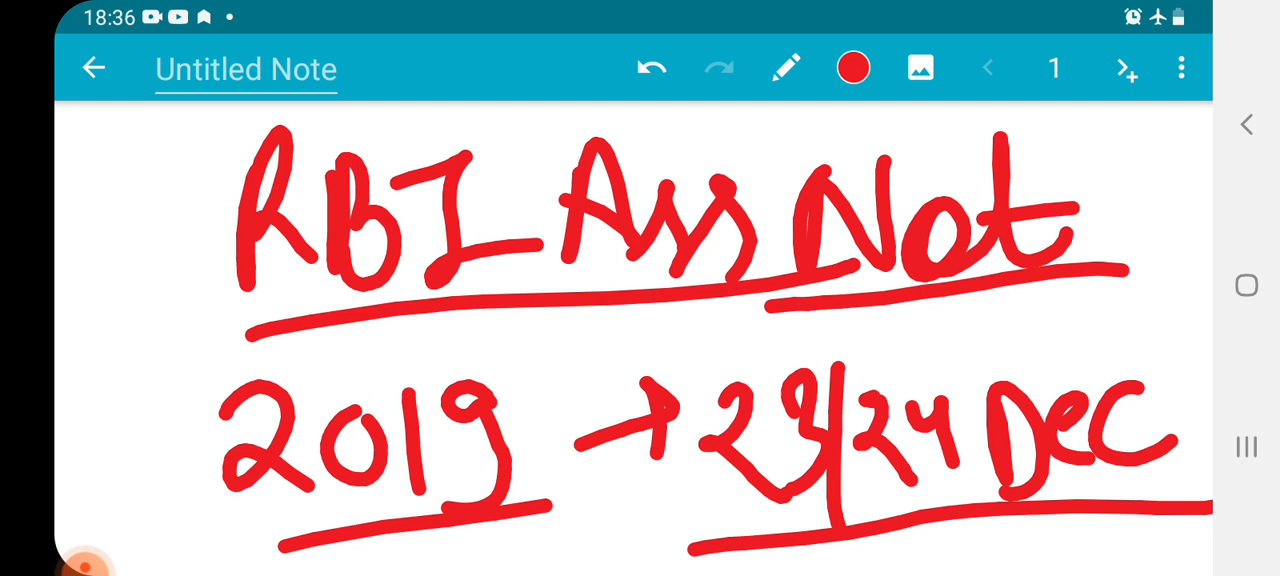 18:36
Untitled Note
1
RBI Ass Not
2019 → 23/24 Dec